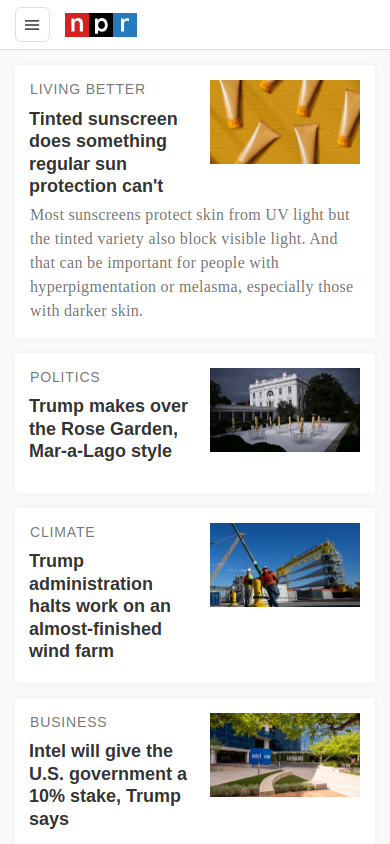 npr
LIVING BETTER
Tinted sunscreen
does something
regular sun
protection can't
Most sunscreens protect skin from UV light but
the tinted variety also block visible light. And
that can be important for people with
hyperpigmentation or melasma, especially those
with darker skin.
POLITICS
Trump makes over
the Rose Garden,
Mar-a-Lago style
CLIMATE
Trump
administration
halts work on an
almost-finished
wind farm
BUSINESS
Intel will give the
U.S. government a
10% stake, Trump
says
intel